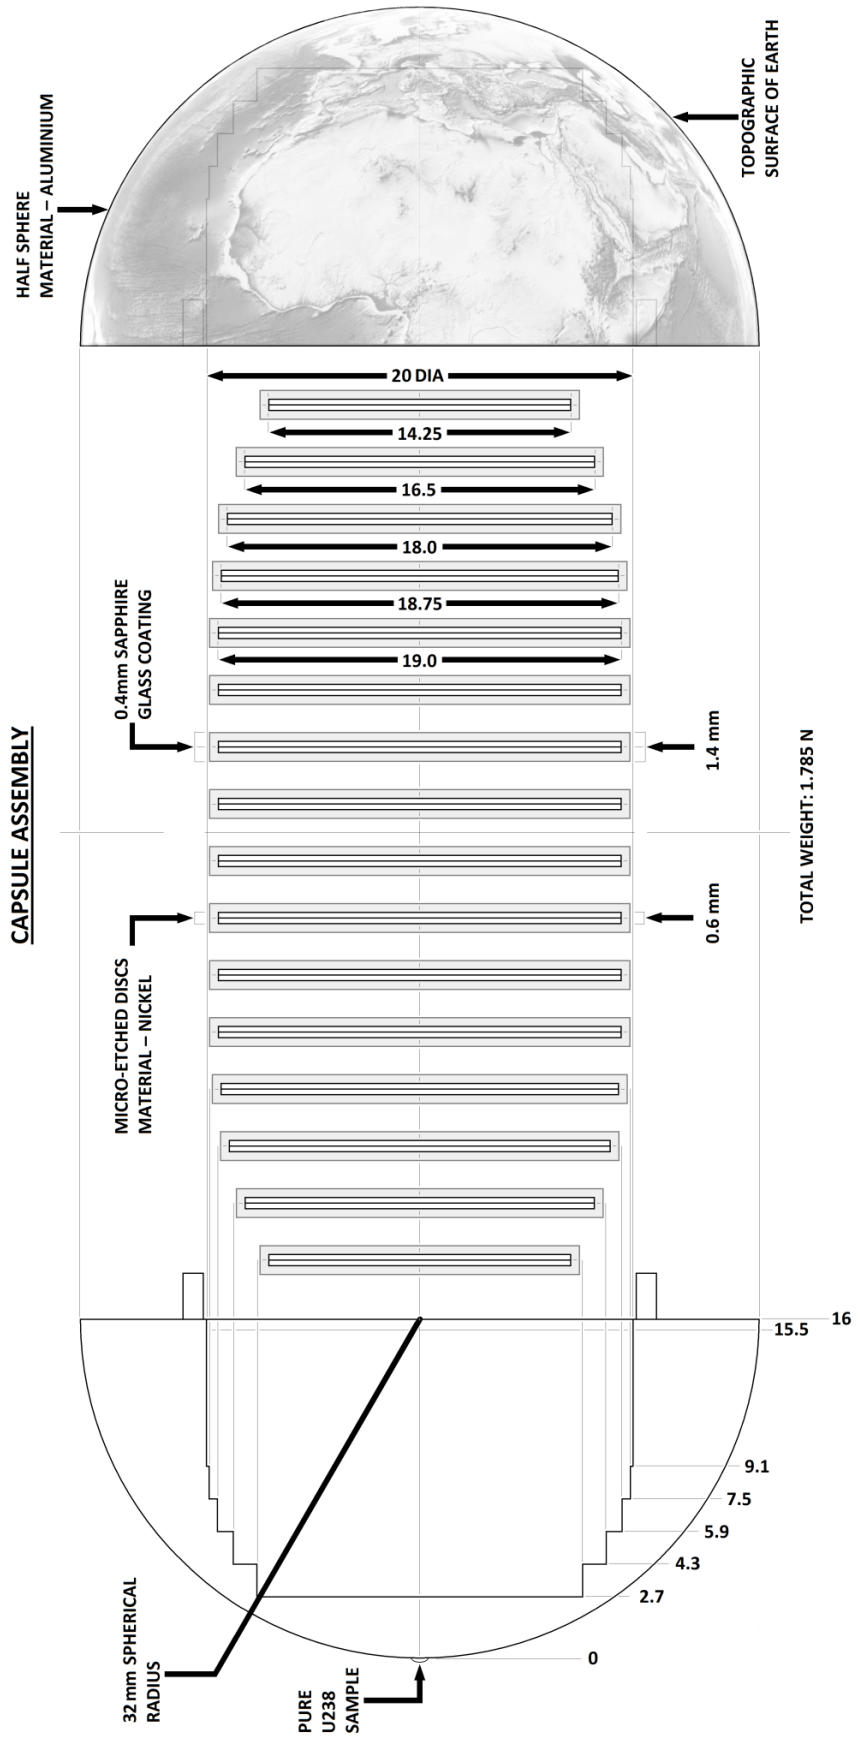 CAPSULE ASSEMBLY
HALF SPHERE
MATERIAL – ALUMINIUM
TOPOGRAPHIC
SURFACE OF EARTH
20 DIA
14.25
16.5
18.0
18.75
19.0
0.4mm SAPPHIRE
GLASS COATING
1.4 mm
TOTAL WEIGHT: 1.785 N
MICRO-ETCHED DISCS
MATERIAL – NICKEL
0.6 mm
16
15.5
9.1
7.5
5.9
4.3
2.7
0
32mm SPHERICAL
RADIUS
PURE
U238
SAMPLE